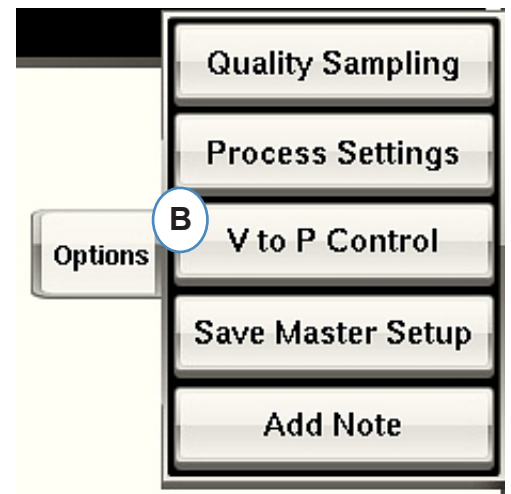 Quality Sampling
Process Settings
B
V to P Control
Options
Save Master Setup
Add Note